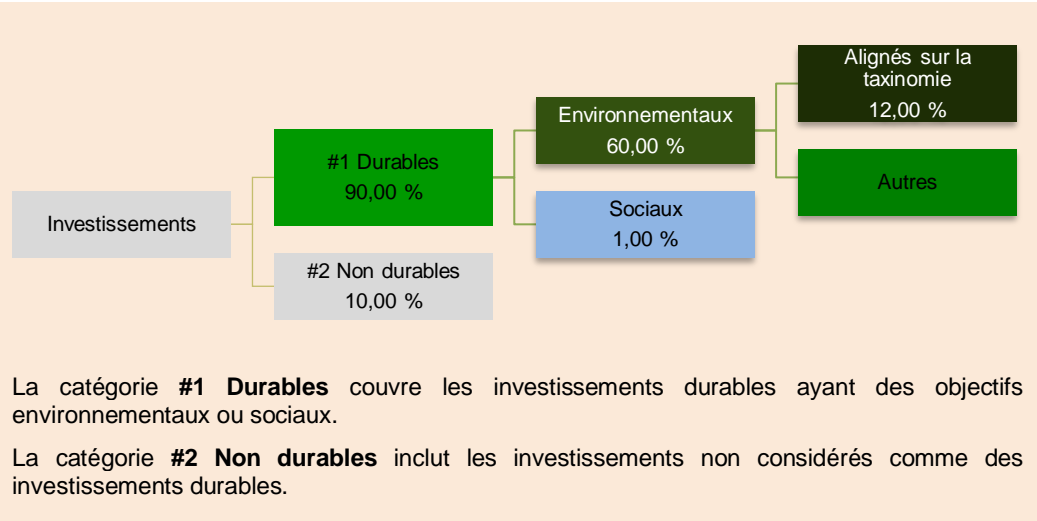 Alignés sur la
taxinomie
12,00 %
Environnementaux
60,00 %
#1 Durables
90,00 %
Autres
Sociaux
1,00 %
Investissements
#2 Non durables
10,00 %
La catégorie #1 Durables couvre les investissements durables ayant des objectifs
environnementaux ou sociaux.
La catégorie #2 Non durables inclut les investissements non considérés comme des
investissements durables.